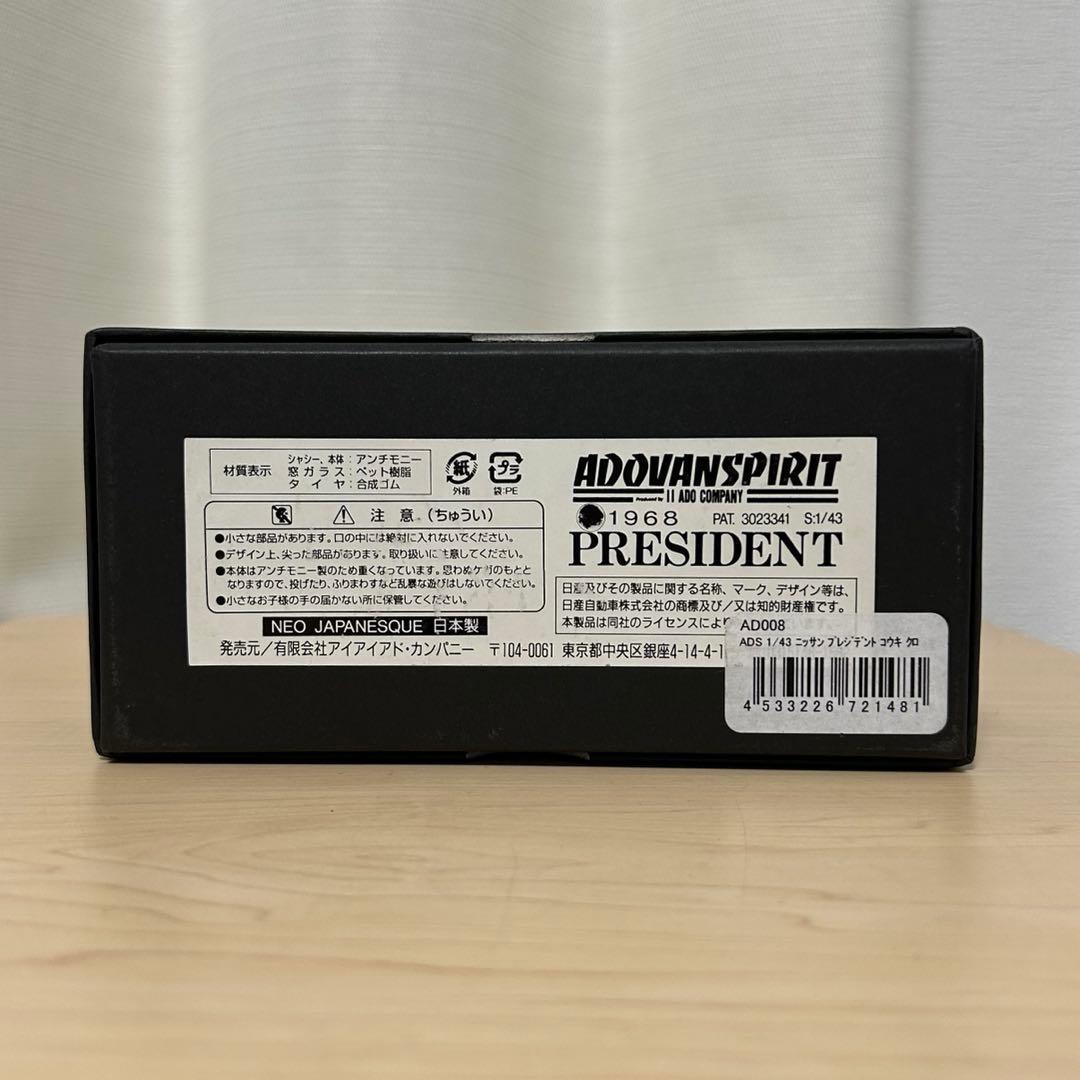 材質表示
シャシー、本体：アンチモニー
窓ガラス：ペット樹脂
タイヤ：合成ゴム
紙
外箱
プラ
袋:PE
注意 (ちゅうい)
●小さな部品があります。口の中には絶対に入れないでください。
●デザイン上、尖った部品があります。取り扱いに注意してください。
●本体はアンチモニー製のため重くなっています。思わぬケガのもとと
なりますので、投げたり、ふりまわすなど乱暴な遊びはしないでください。
●小さなお子様の手の届かない所に保管してください。
NEO JAPANESQUE 日本製
ADOVANSPIRIT
Produced by II ADO COMPANY
1968 PAT. 3023341 S:1/43
PRESIDENT
日産及びその製品に関する名称、マーク、デザイン等は、
日産自動車株式会社の商標及び/又は知的財産権です。
本製品は同社のライセンスにより
発売元/有限会社アイアイアド・カンパニー 〒104-0061 東京都中央区銀座4-14-4-1
AD008
ADS 1/43 ニッサン プレジデント コウキ クロ
4 533226 721481